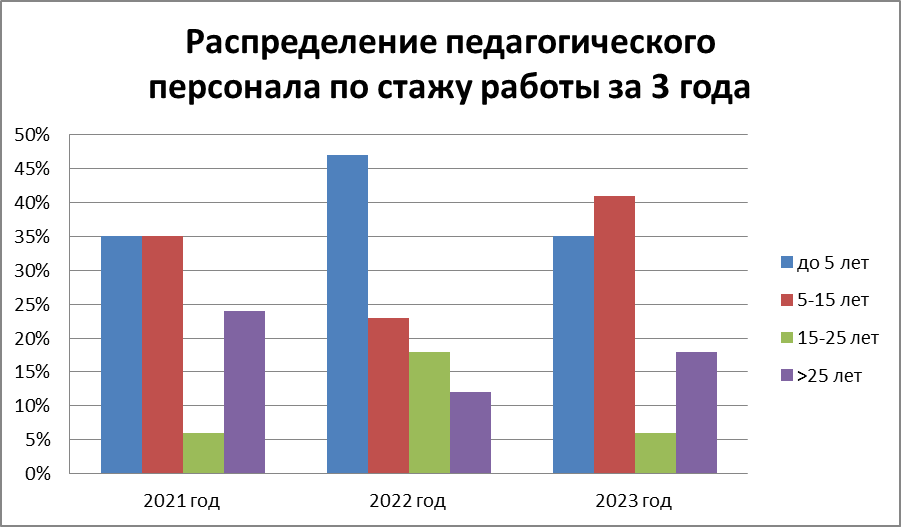 Распределение педагогического
персонала по стажу работы за 3 года
50%
45%
40%
35%
30%
25%
20%
15%
10%
5%
0%
2021 год
2022 год
2023 год
до 5 лет
5-15 лет
15-25 лет
>25 лет